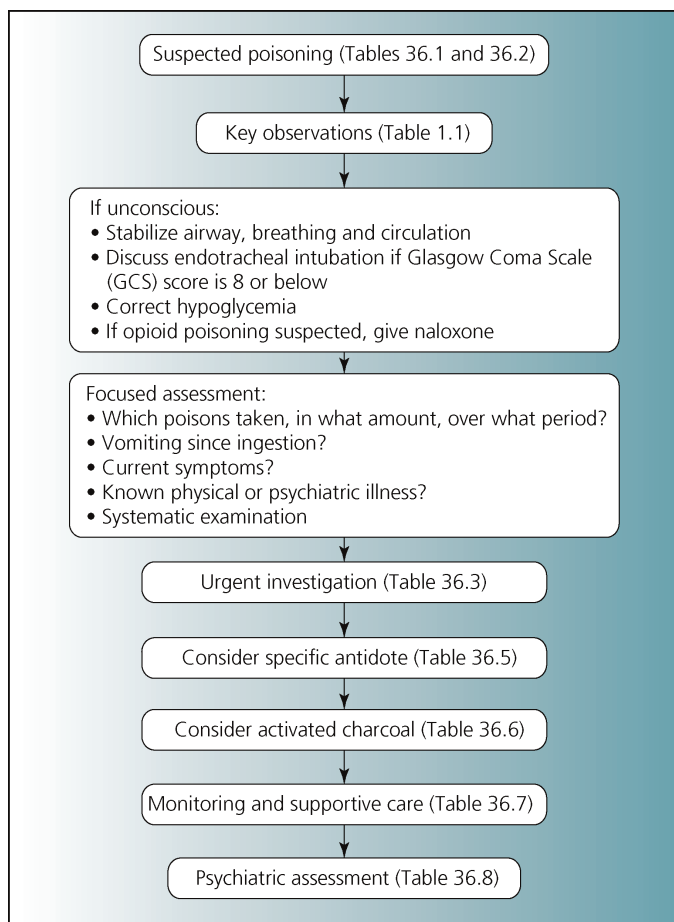 Suspected poisoning (Tables 36.1 and 36.2)
Key observations (Table 1.1)
If unconscious:
• Stabilize airway, breathing and circulation
• Discuss endotracheal intubation if Glasgow Coma Scale
(GCS) score is 8 or below
• Correct hypoglycemia
• If opioid poisoning suspected, give naloxone
Focused assessment:
• Which poisons taken, in what amount, over what period?
• Vomiting since ingestion?
• Current symptoms?
• Known physical or psychiatric illness?
• Systematic examination
Urgent investigation (Table 36.3)
Consider specific antidote (Table 36.5)
Consider activated charcoal (Table 36.6)
Monitoring and supportive care (Table 36.7)
Psychiatric assessment (Table 36.8)